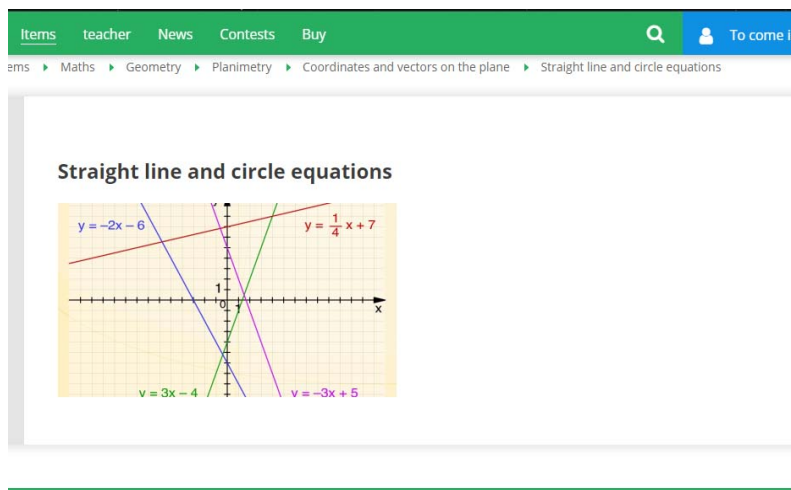 Items teacher News Contests Buy To come i
ems Maths Geometry Planimetry Coordinates and vectors on the plane Straight line and circle equations
Straight line and circle equations
y = –2x – 6
y = 1/4 x + 7
1
0 1
x
y = 3x – 4
y = –3x + 5